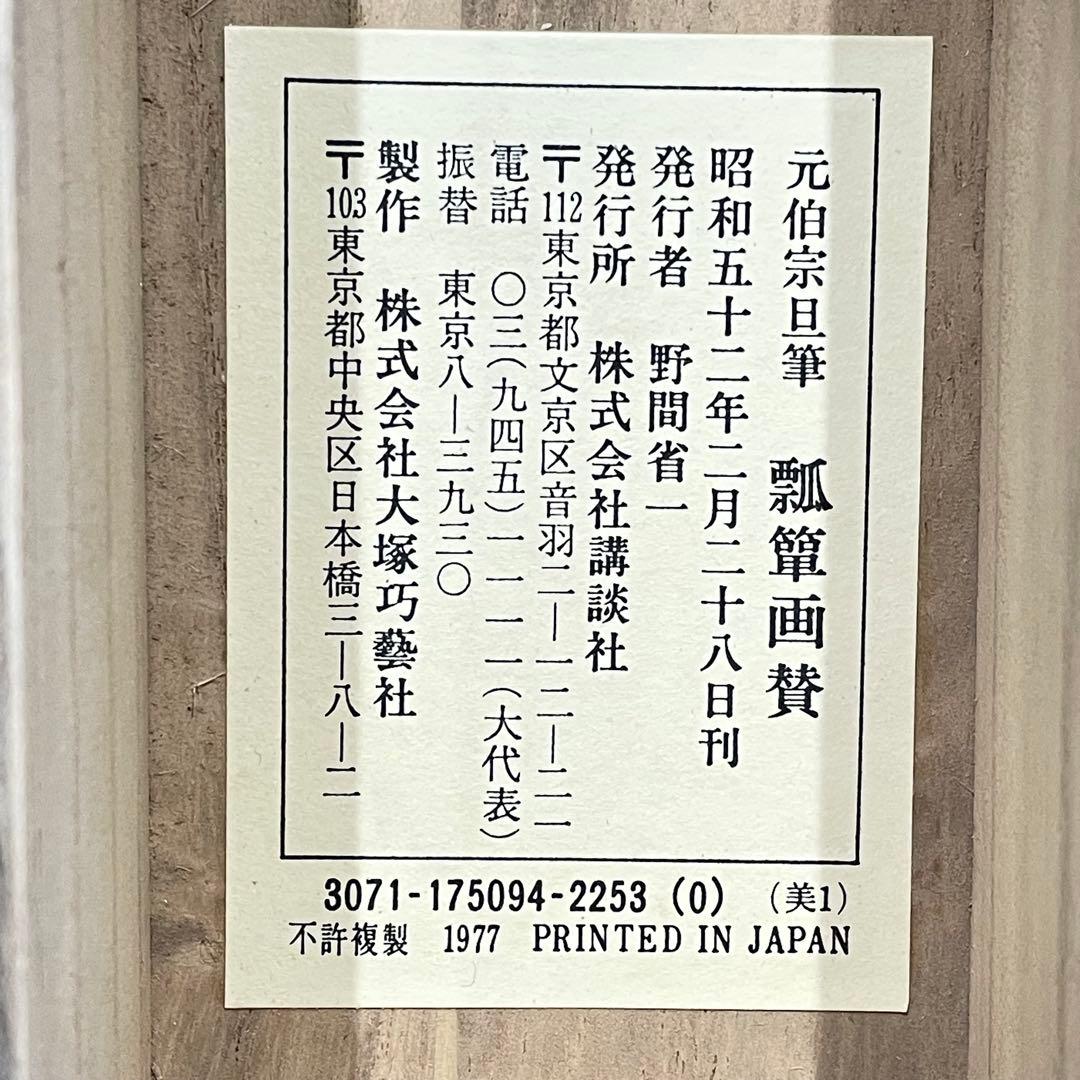 元伯宗旦筆　瓢簞画賛
昭和五十二年二月二十八日刊
発行者　野間省一
発行所　株式会社講談社
〒112東京都文京区音羽二—一二—二一
電話　〇三(九四五)一一一一(大代表)
振替　東京八—三九三〇
製作　株式会社大塚巧藝社
〒103東京都中央区日本橋三—八—二
3071-175094-2253 (0)　(美1)
不許複製　1977　PRINTED IN JAPAN